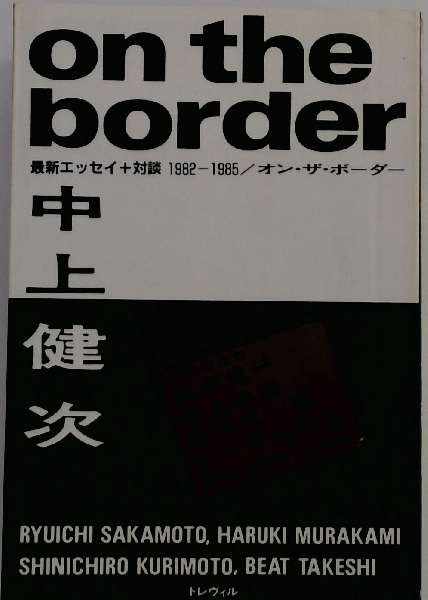 on the
border
最新エッセイ+対談 1982-1985/オン・ザ・ボーダー
中上健次
RYUICHI SAKAMOTO, HARUKI MURAKAMI
SHINICHIRO KURIMOTO, BEAT TAKESHI
トレヴィル